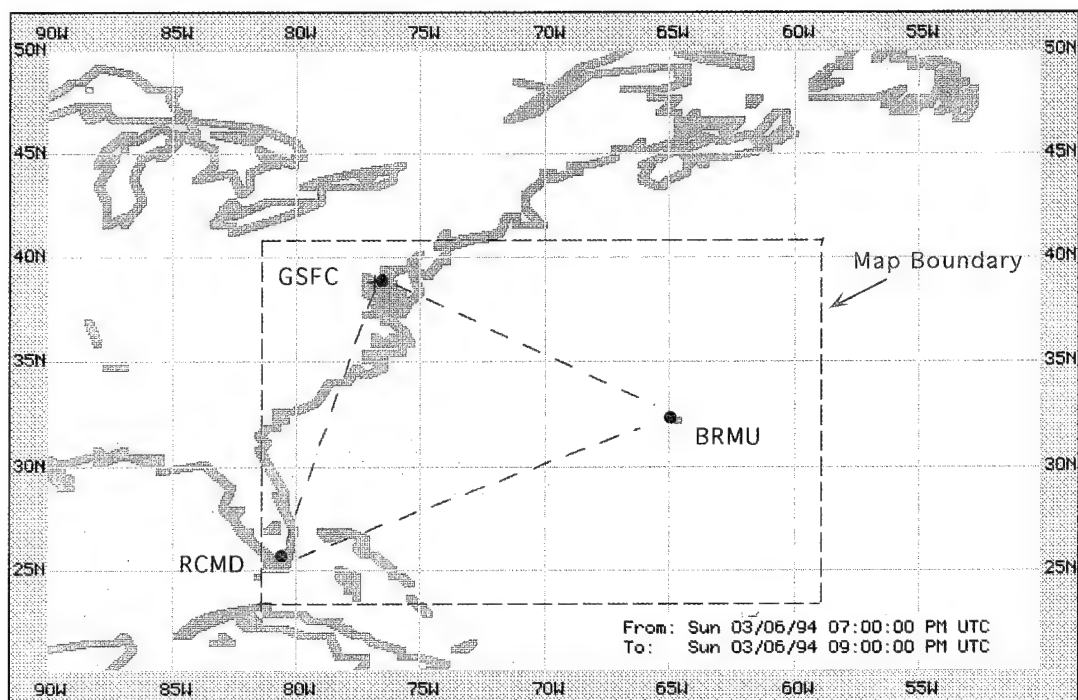 90W 85W 80W 75W 70W 65W 60W 55W
50N 50N
45N 45N
40N 40N
GSFC
Map Boundary
35N 35N
BRMU
30N 30N
RCMD
25N 25N
From: Sun 03/06/94 07:00:00 PM UTC
To: Sun 03/06/94 09:00:00 PM UTC
90W 85W 80W 75W 70W 65W 60W 55W